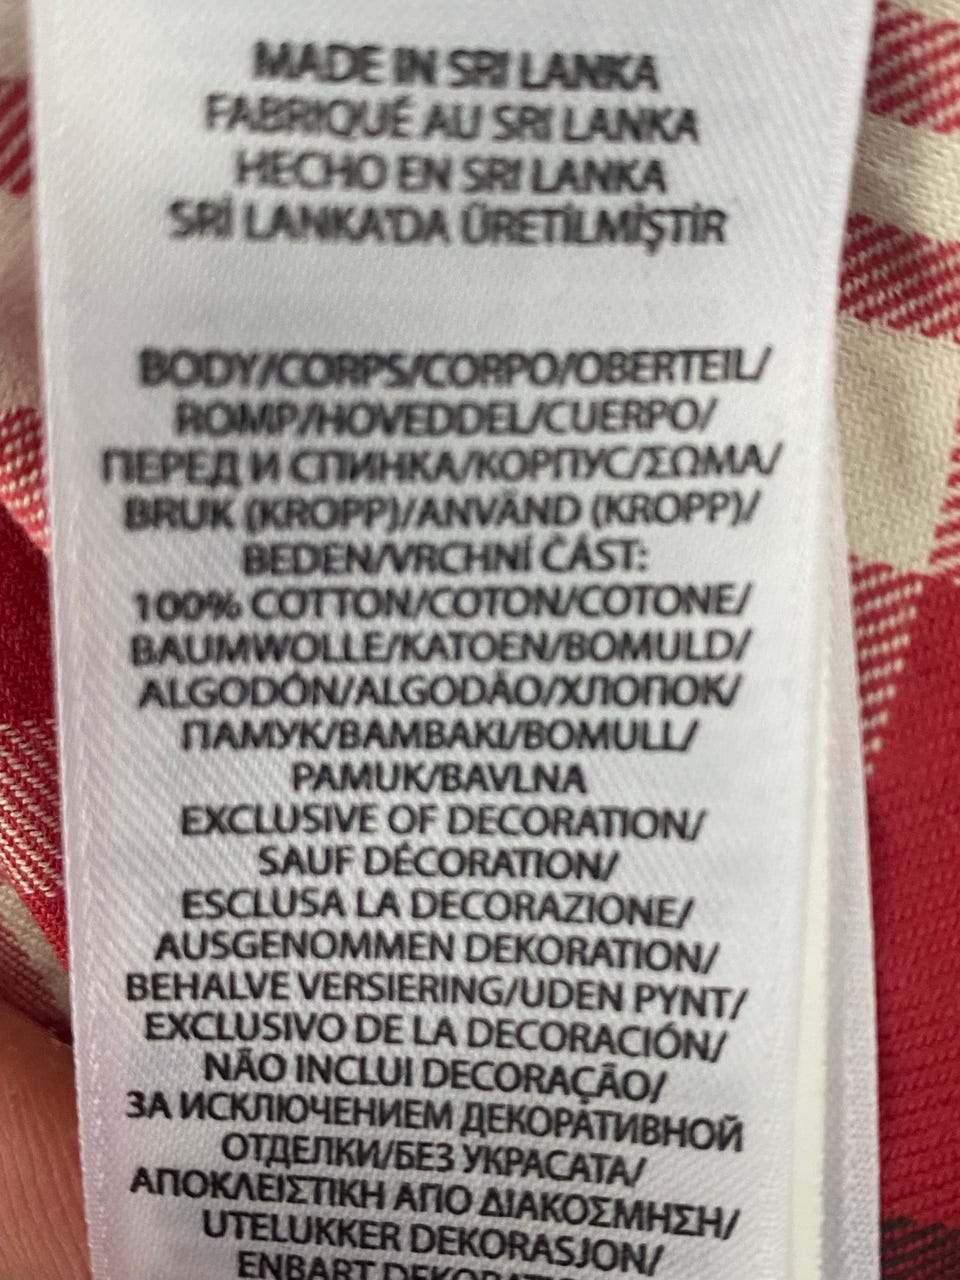 MADE IN SRI LANKA
FABRIQUÉ AU SRI LANKA
HECHO EN SRI LANKA
SRİ LANKA'DA ÜRETİLMİŞTİR
BODY/CORPS/CORPO/OBERTEIL/
ROMP/HOVEDDEL/CUERPO/
ПЕРЕД И СПИНКА/КОРПУС/ΣΩΜΑ/
BRUK (KROPP)/ANVÄND (KROPP)/
BEDEN/VRCHNÍ ČÁST:
100% COTTON/COTON/COTONE/
BAUMWOLLE/KATOEN/BOMULD/
ALGODÓN/ALGODÃO/ХЛОПОК/
ПАМУК/ΒΑΜΒΑΚΙ/BOMULL/
PAMUK/BAVLNA
EXCLUSIVE OF DECORATION/
SAUF DÉCORATION/
ESCLUSA LA DECORAZIONE/
AUSGENOMMEN DEKORATION/
BEHALVE VERSIERING/UDEN PYNT/
EXCLUSIVO DE LA DECORACIÓN/
NÃO INCLUI DECORAÇÃO/
ЗА ИСКЛЮЧЕНИЕМ ДЕКОРАТИВНОЙ
ОТДЕЛКИ/БЕЗ УКРАСАТА/
ΑΠΟΚΛΕΙΣΤΙΚΗ ΑΠΟ ΔΙΑΚΟΣΜΗΣΗ/
UTELUKKER DEKORASJON/
ENBART